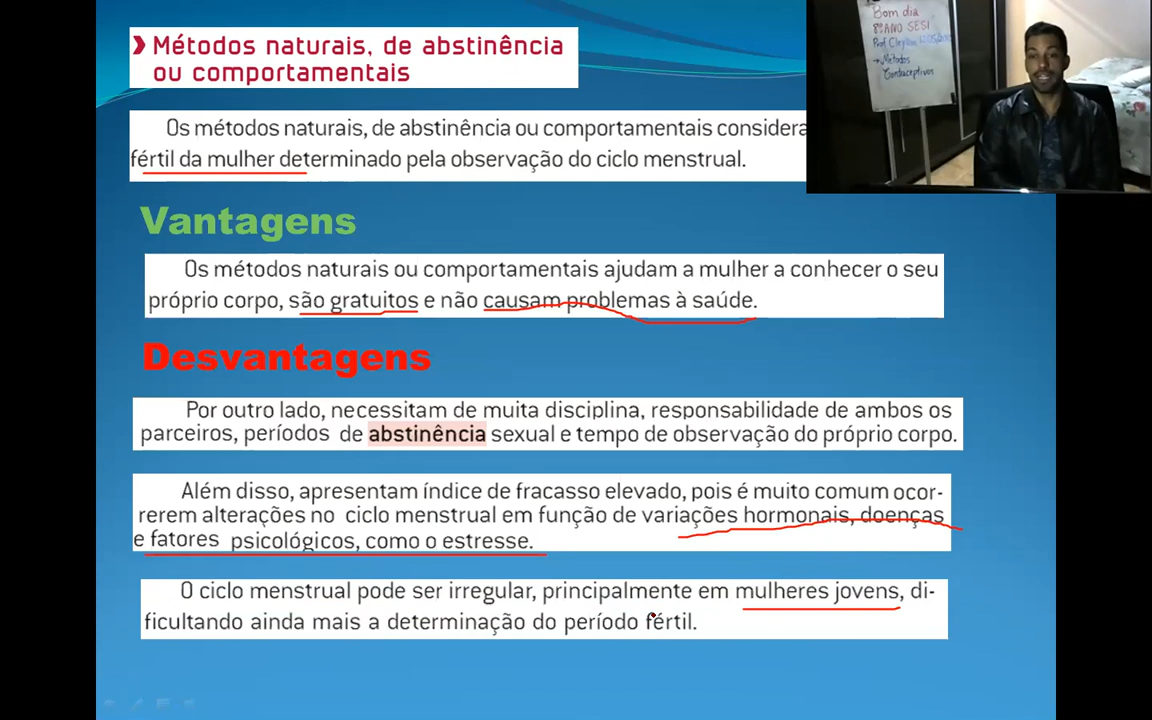 Métodos naturais, de abstinência
ou comportamentais
Os métodos naturais, de abstinência ou comportamentais considera
fértil da mulher determinado pela observação do ciclo menstrual.
Vantagens
Os métodos naturais ou comportamentais ajudam a mulher a conhecer o seu
próprio corpo, são gratuitos e não causam problemas à saúde.
Desvantagens
Por outro lado, necessitam de muita disciplina, responsabilidade de ambos os
parceiros, períodos de abstinência sexual e tempo de observação do próprio corpo.
Além disso, apresentam índice de fracasso elevado, pois é muito comum ocor-
rerem alterações no ciclo menstrual em função de variações hormonais, doenças
e fatores psicológicos, como o estresse.
O ciclo menstrual pode ser irregular, principalmente em mulheres jovens, di-
ficultando ainda mais a determinação do período fértil.
Bom dia
8º ANO SESI
Prof
Métodos
Contraceptivos